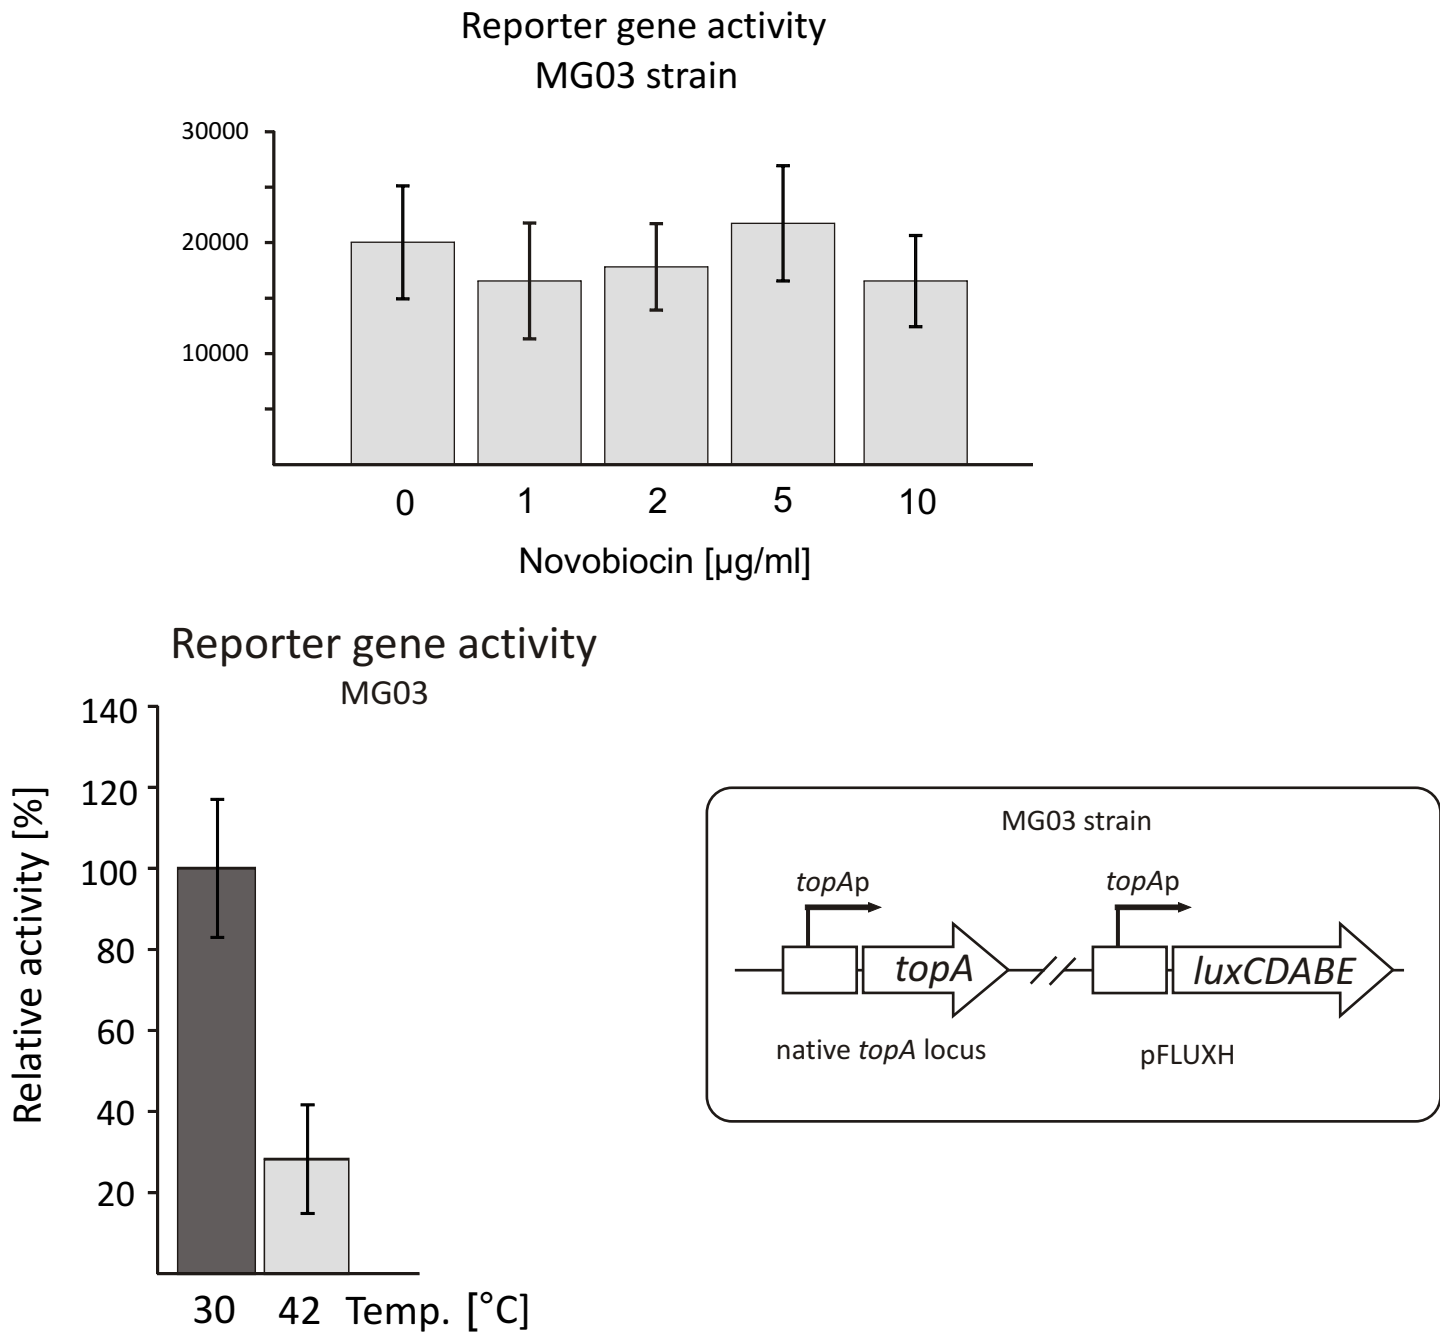 Reporter gene activity
MG03 strain
30000
20000
10000
0 1 2 5 10
Novobiocin [µg/ml]
Reporter gene activity
MG03
140
120
100
80
60
40
20
Relative activity [%]
30 42 Temp. [°C]
MG03 strain
topAp topAp
topA luxCDABE
native topA locus pFLUXH